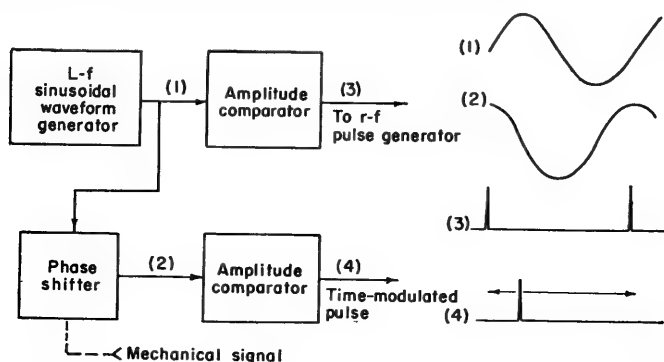 L-f
sinusoidal
waveform
generator
(1)
Amplitude
comparator
(3)
To r-f
pulse generator
Phase
shifter
(2)
Amplitude
comparator
(4)
Time-modulated
pulse
Mechanical signal
(1)
(2)
(3)
(4)